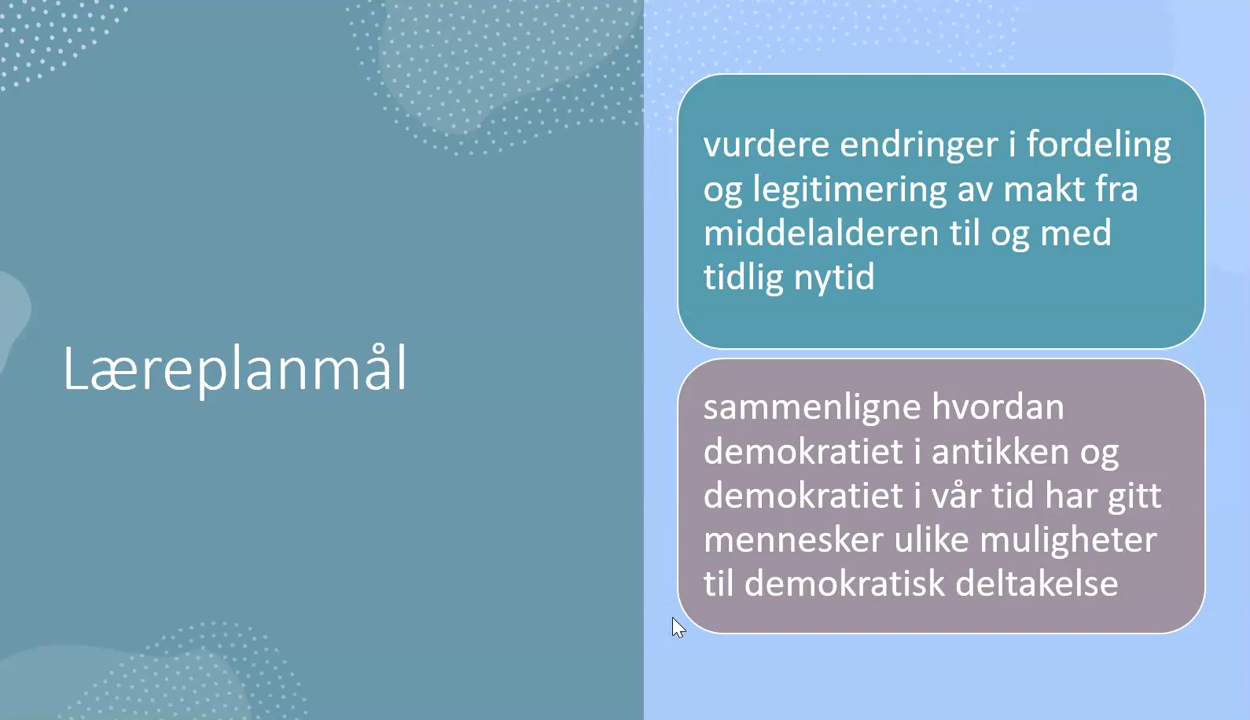 Læreplanmål
vurdere endringer i fordeling
og legitimering av makt fra
middelalderen til og med
tidlig nytid
sammenligne hvordan
demokratiet i antikken og
demokratiet i vår tid har gitt
mennesker ulike muligheter
til demokratisk deltakelse